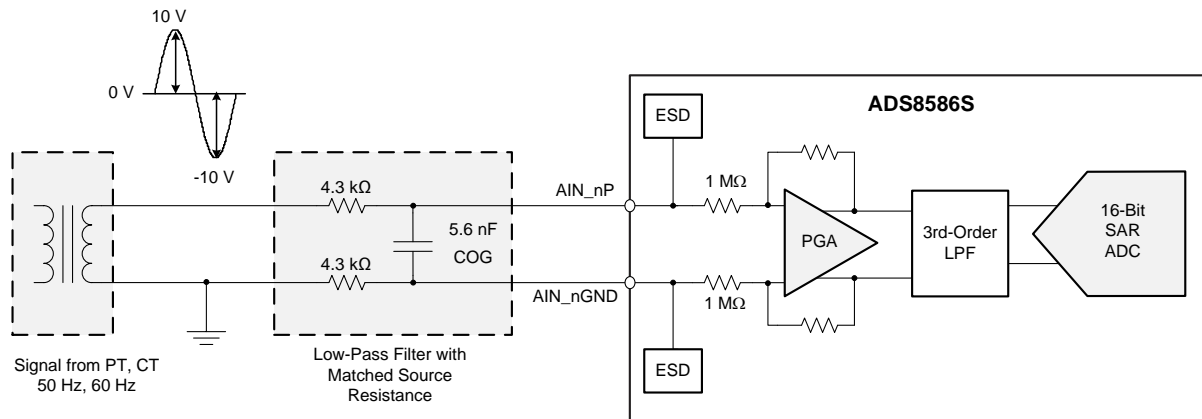 10 V
0 V
-10 V
Signal from PT, CT
50 Hz, 60 Hz
4.3 kΩ
5.6 nF
COG
4.3 kΩ
Low-Pass Filter with
Matched Source
Resistance
AIN_nP
AIN_nGND
ADS8586S
ESD
1 MΩ
PGA
1 MΩ
ESD
3rd-Order
LPF
16-Bit
SAR
ADC